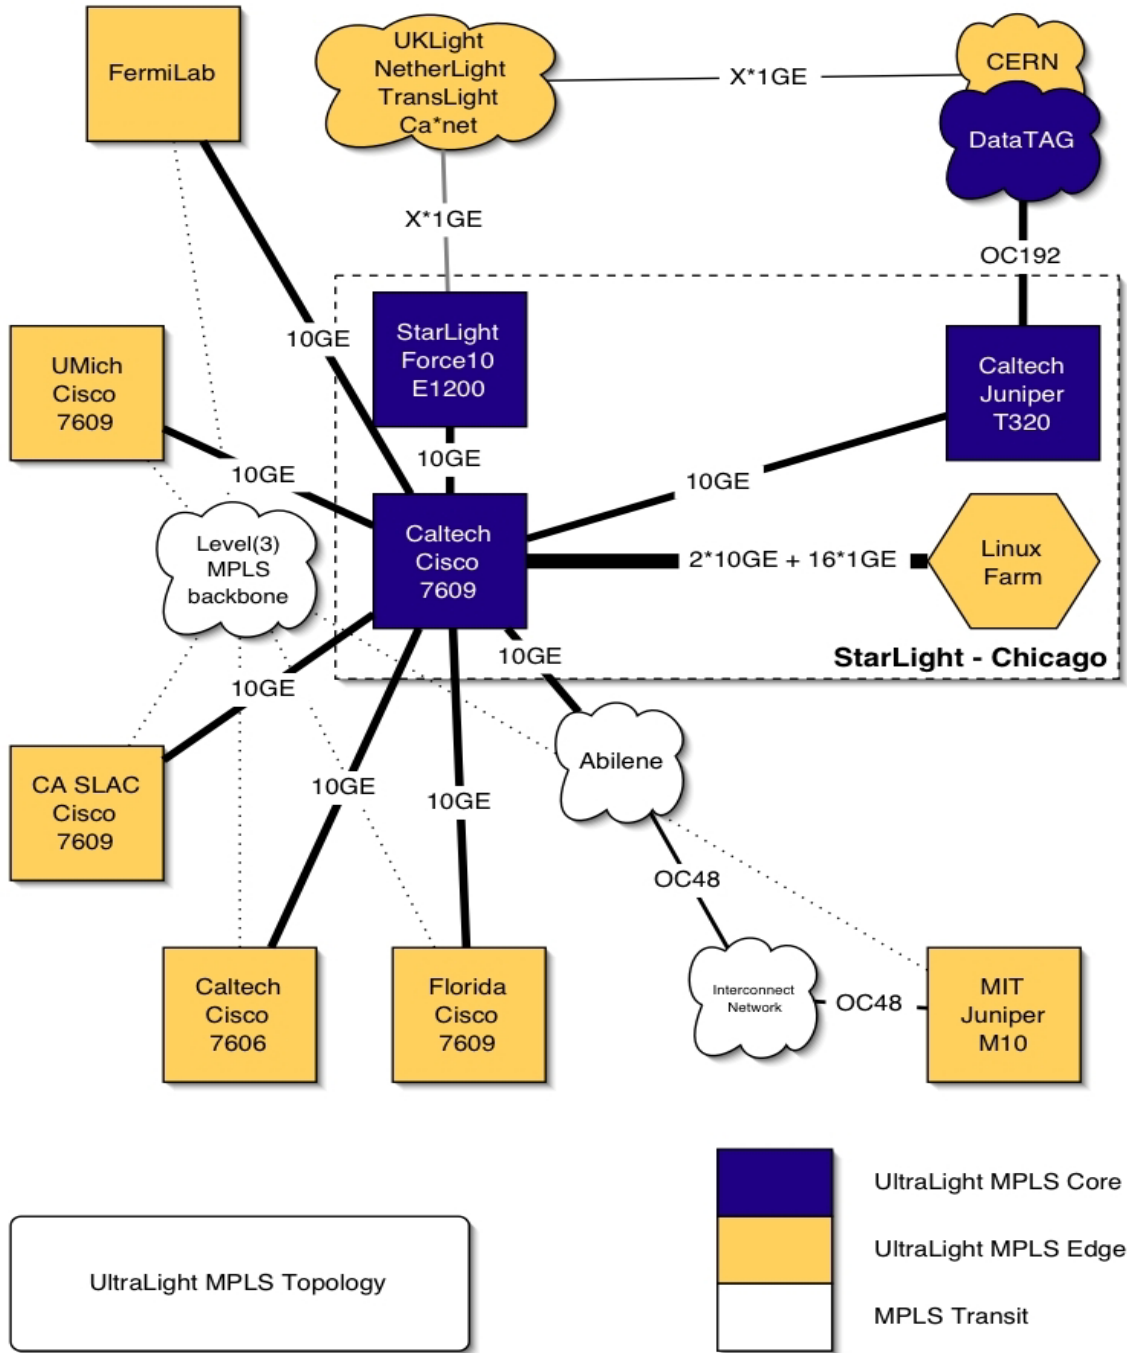 FermiLab
UKLight
NetherLight
TransLight
Ca*net
X*1GE
CERN
DataTAG
X*1GE
OC192
10GE
StarLight
Force10
E1200
Caltech
Juniper
T320
UMich
Cisco
7609
10GE
10GE
10GE
Level(3)
MPLS
backbone
Caltech
Cisco
7609
2*10GE + 16*1GE
Linux
Farm
StarLight - Chicago
10GE
10GE
CA SLAC
Cisco
7609
10GE
10GE
Abilene
OC48
Caltech
Cisco
7606
Florida
Cisco
7609
Interconnect
Network
OC48
MIT
Juniper
M10
UltraLight MPLS Topology
UltraLight MPLS Core
UltraLight MPLS Edge
MPLS Transit